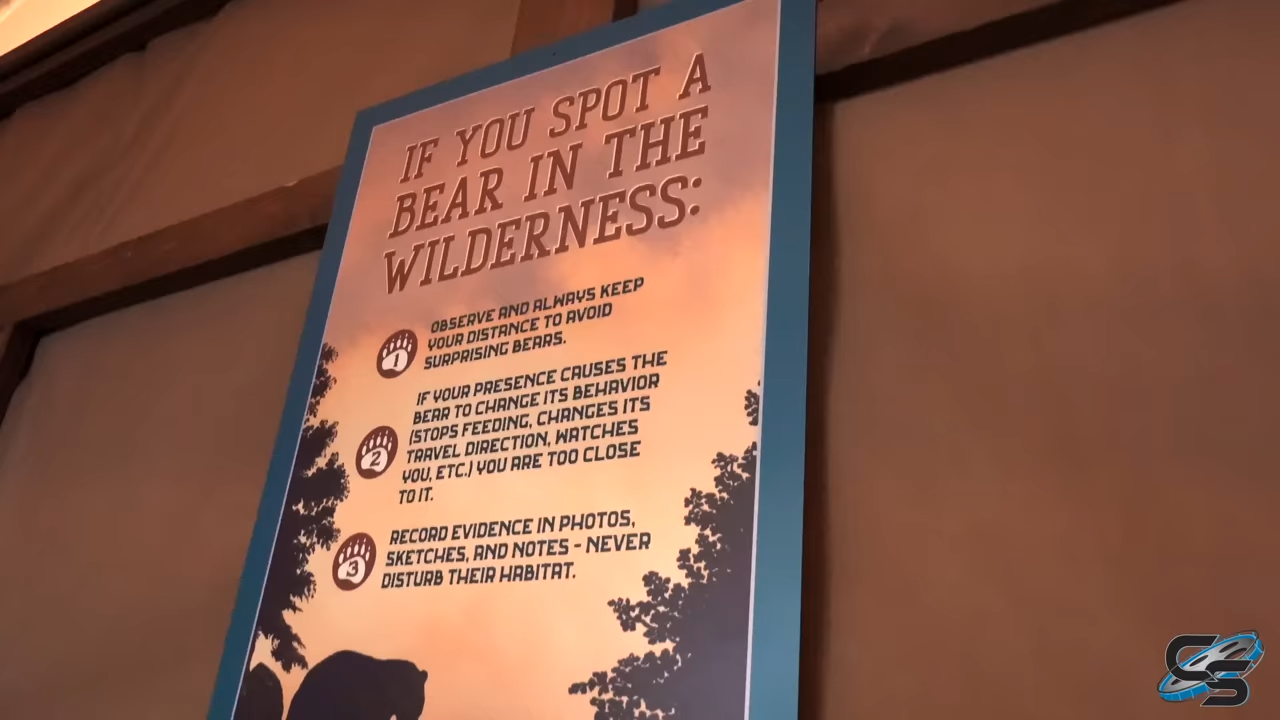 IF YOU SPOT A
BEAR IN THE
WILDERNESS:
1
OBSERVE AND ALWAYS KEEP
YOUR DISTANCE TO AVOID
SURPRISING BEARS.
2
IF YOUR PRESENCE CAUSES THE
BEAR TO CHANGE ITS BEHAVIOR
(STOPS FEEDING, CHANGES ITS
TRAVEL DIRECTION, WATCHES
YOU, ETC.) YOU ARE TOO CLOSE
TO IT.
3
RECORD EVIDENCE IN PHOTOS,
SKETCHES, AND NOTES - NEVER
DISTURB THEIR HABITAT.
CS